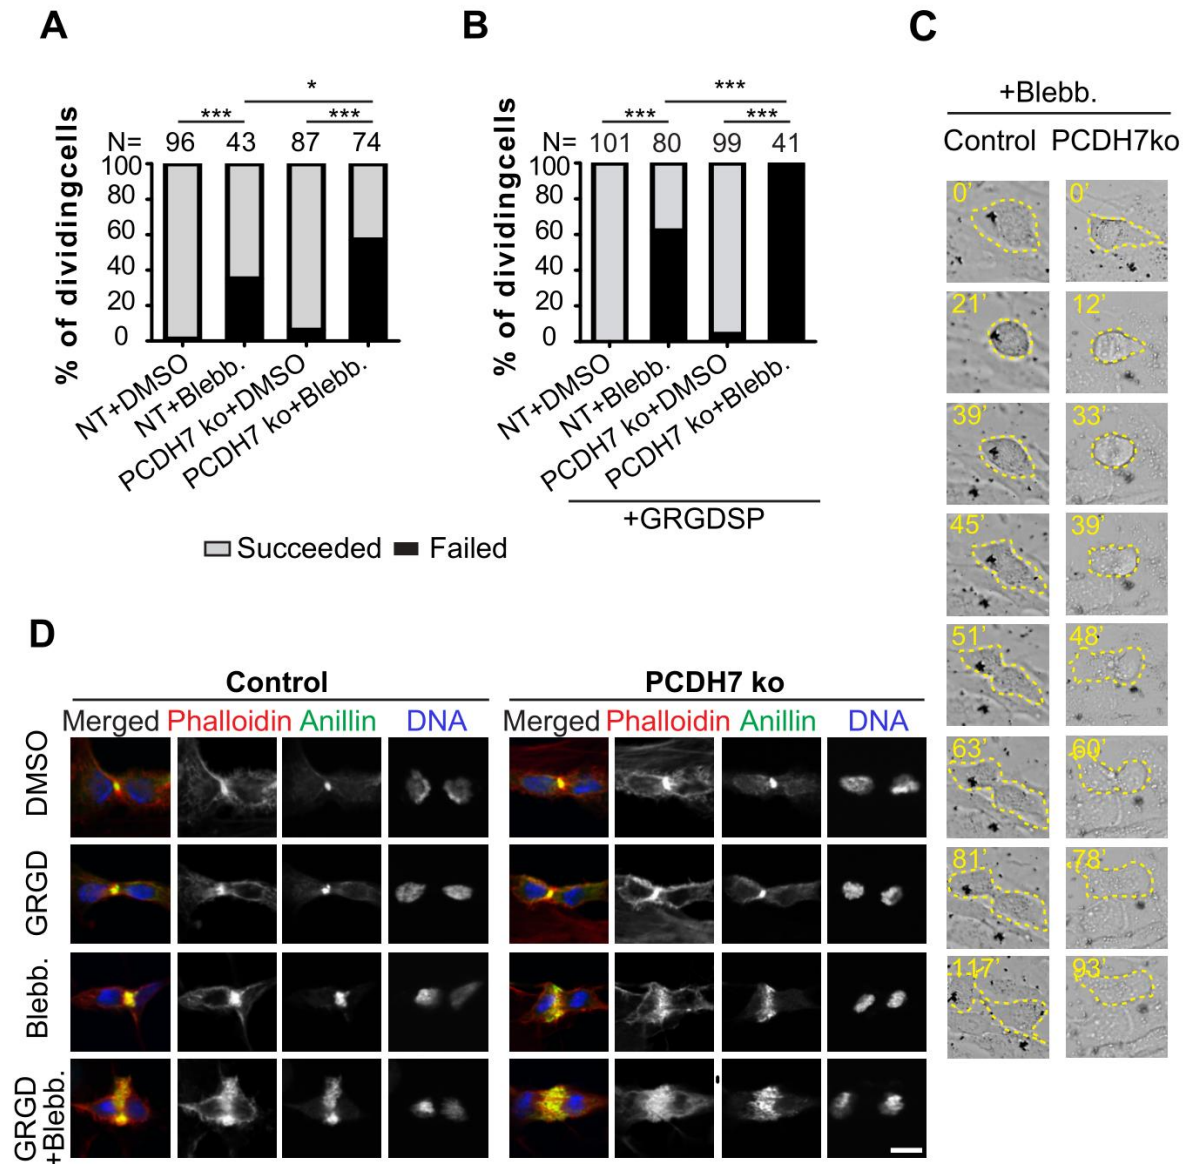 A
B
C
% of dividingcells
N= 96 43 87 74
*
*** ***
100
80
60
40
20
0
NT+DMSO
NT+Blebb.
PCDH7 ko+DMSO
PCDH7 ko+Blebb.
% of dividingcells
N= 101 80 99 41
***
*** ***
100
80
60
40
20
0
NT+DMSO
NT+Blebb.
PCDH7 ko+DMSO
PCDH7 ko+Blebb.
+GRGDSP
Succeeded Failed
+Blebb.
Control PCDH7ko
0’ 0’
21’ 12’
39’ 33’
45’ 39’
51’ 48’
63’ 60’
81’ 78’
117’ 93’
D
Control PCDH7 ko
Merged Phalloidin Anillin DNA Merged Phalloidin Anillin DNA
DMSO
GRGD
Blebb.
GRGD
+Blebb.